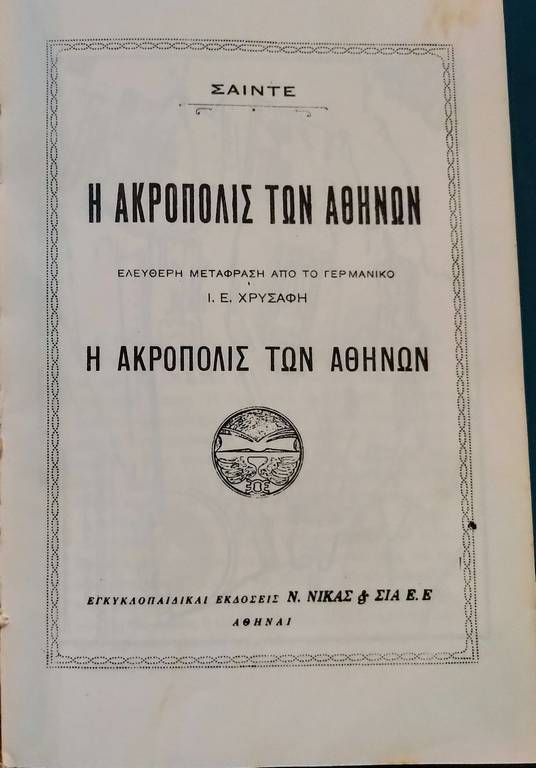 ΣΑΙΝΤΕ
Η ΑΚΡΟΠΟΛΙΣ ΤΩΝ ΑΘΗΝΩΝ
ΕΛΕΥΘΕΡΗ ΜΕΤΑΦΡΑΣΗ ΑΠΟ ΤΟ ΓΕΡΜΑΝΙΚΟ
Ι. Ε. ΧΡΥΣΑΦΗ
Η ΑΚΡΟΠΟΛΙΣ ΤΩΝ ΑΘΗΝΩΝ
ΕΓΚΥΚΛΟΠΑΙΔΙΚΑΙ ΕΚΔΟΣΕΙΣ Ν. ΝΙΚΑΣ & ΣΙΑ Ε. Ε
ΑΘΗΝΑΙ